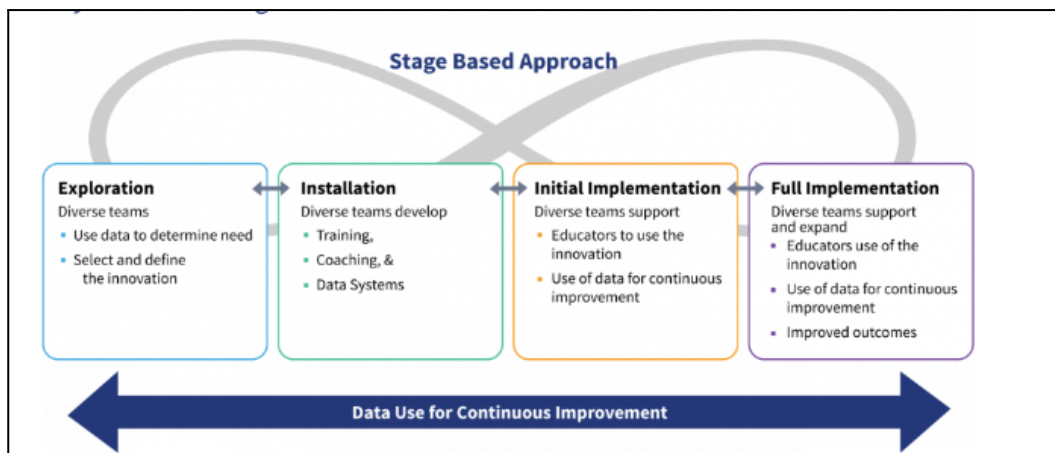 Stage Based Approach
Exploration
Diverse teams
Use data to determine need
Select and define
the innovation
Installation
Diverse teams develop
Training,
Coaching, &
Data Systems
Initial Implementation
Diverse teams support
Educators to use the
innovation
Use of data for continuous
improvement
Full Implementation
Diverse teams support
and expand
Educators use of the
innovation
Use of data for continuous
improvement
Improved outcomes
Data Use for Continuous Improvement